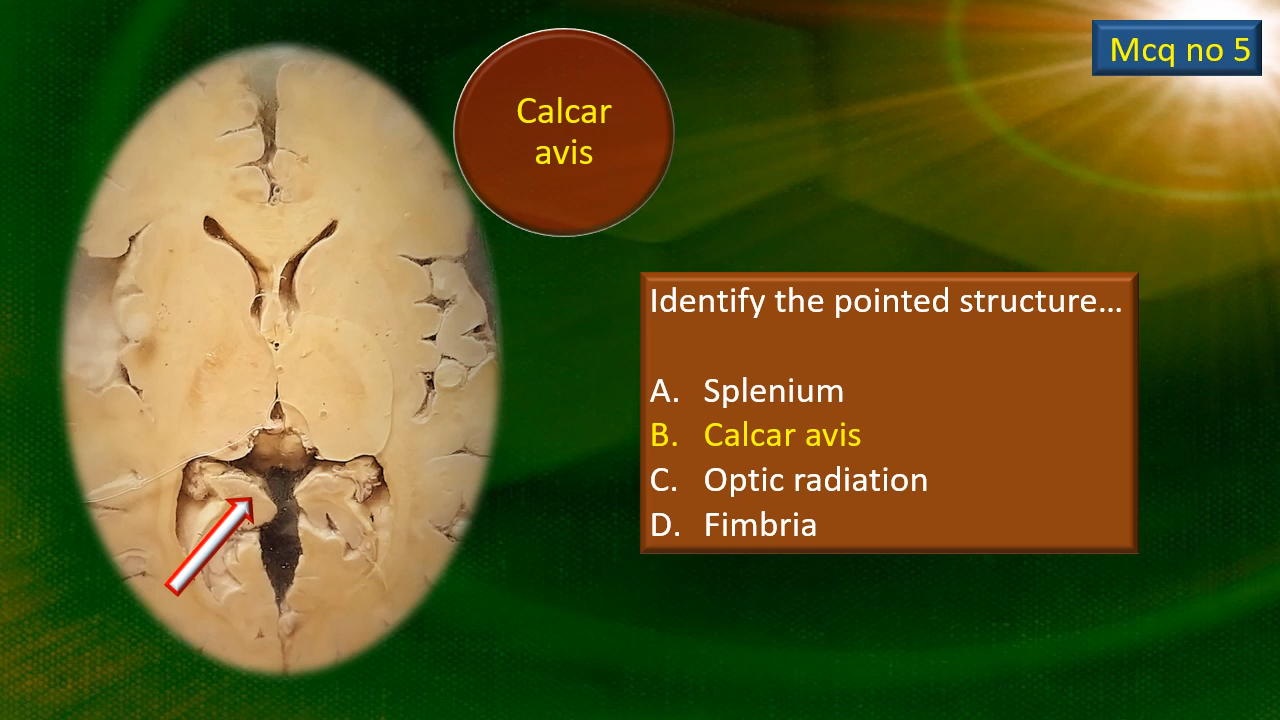 Mcq no 5
Calcar
avis
Identify the pointed structure...
A. Splenium
B. Calcar avis
C. Optic radiation
D. Fimbria